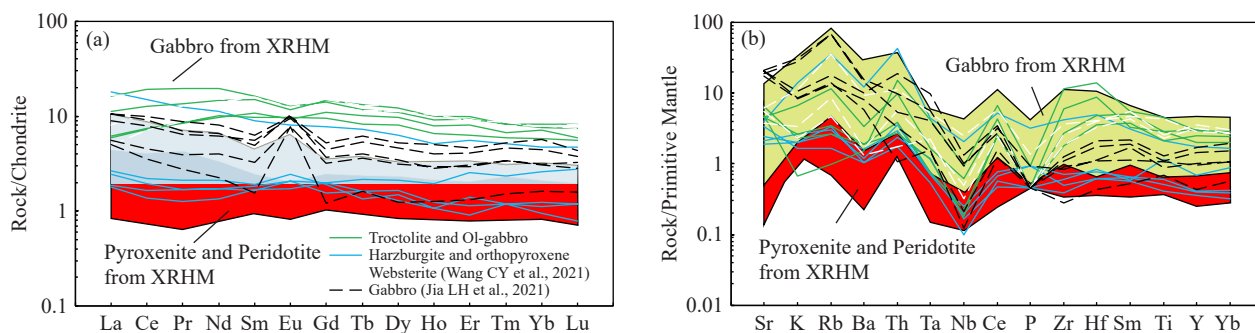 Rock/Chondrite
100
10
1
0.1
(a)
Gabbro from XRHM
Pyroxenite and Peridotite
from XRHM
Troctolite and Ol-gabbro
Harzburgite and orthopyroxene
Websterite (Wang CY et al., 2021)
Gabbro (Jia LH et al., 2021)
La Ce Pr Nd Sm Eu Gd Tb Dy Ho Er Tm Yb Lu
Rock/Primitive Mantle
100
10
1
0.1
0.01
(b)
Gabbro from XRHM
Pyroxenite and Peridotite
from XRHM
Sr K Rb Ba Th Ta Nb Ce P Zr Hf Sm Ti Y Yb